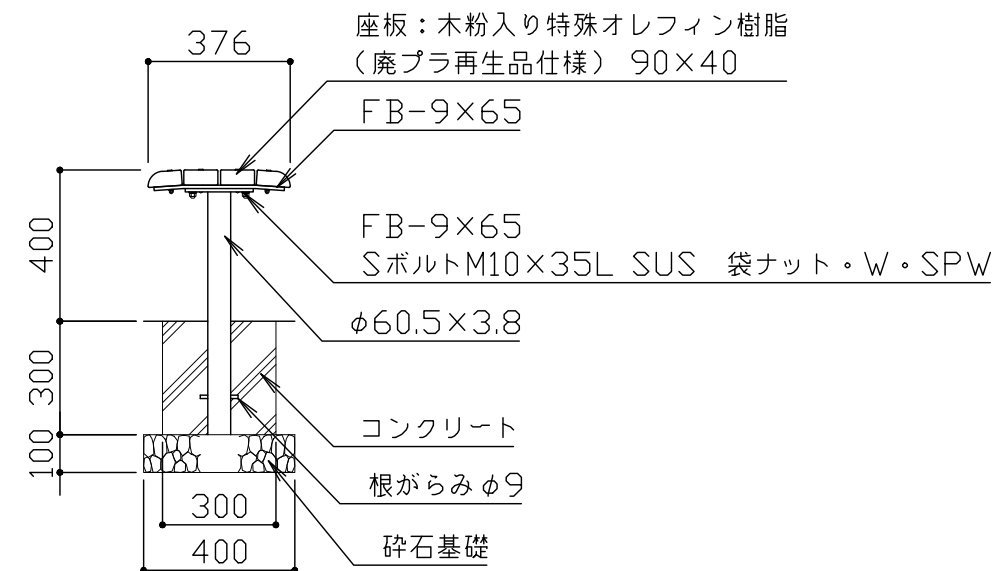 376
座板：木粉入り特殊オレフィン樹脂
（廃プラ再生品仕様） 90×40
FB-9×65
400
FB-9×65
SボルトM10×35L SUS 袋ナット・W・SPW
φ60.5×3.8
300
コンクリート
100
根がらみφ9
300
砕石基礎
400